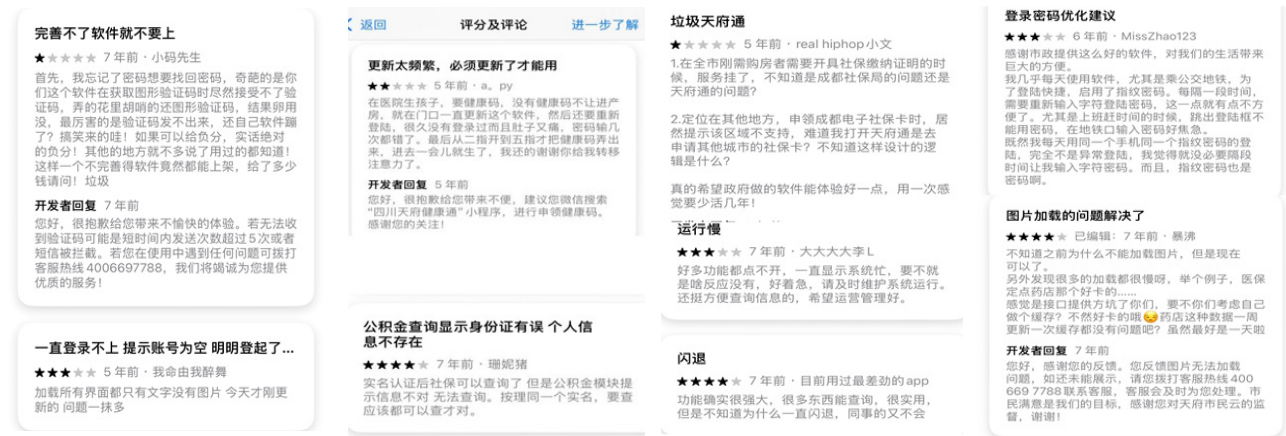 完善不了软件就不要上
★☆☆☆☆ 7年前 · 小码先生
首先，我忘记了密码想要找回密码，奇葩的是你
们这个软件在获取图形验证码时尽然接受不了验
证码，弄的花里胡哨的还图形验证码，结果卵用
没，最厉害的是验证码发不出来，还自己软件蹦
了？搞笑来的哇！如果可以给负分，实话绝对
的负分！其他的地方就不多说了用过的都知道！
这样一个不完善得软件竟然都能上架，给了多少
钱请问！垃圾
开发者回复 7年前
您好，很抱歉给您带来不愉快的体验。若无法收
到验证码可能是短时间内发送次数超过5次或者
短信被拦截。若您在使用中遇到任何问题可拨打
客服热线4006697788，我们将竭诚为您提供
优质的服务！
一直登录不上 提示账号为空 明明登起了...
★★★☆☆ 5年前 · 我命由我醉舞
加载所有界面都只有文字没有图片 今天才刚更
新的 问题一抹多
返回 评分及评论 进一步了解
更新太频繁，必须更新了才能用
★★☆☆☆ 5年前 · a。py
在医院生孩子，要健康码，没有健康码不让进产
房，就在门口一直更新这个软件，然后还要重新
登陆，很久没有登录过而且肚子又痛，密码输几
次都错了。最后从二指开到五指才把健康码弄出
来，进去一会儿就生了，我还的谢谢你给我转移
注意力了。
开发者回复 5年前
您好，很抱歉给您带来不便，建议您微信搜索
“四川天府健康通”小程序，进行申领健康码。
感谢您的关注！
公积金查询显示身份证有误 个人信
息不存在
★★★★☆ 7年前 · 珊妮猪
实名认证后社保可以查询了 但是公积金模块提
示信息不对 无法查询。按理同一个实名，要查
应该都可以查才对。
垃圾天府通
★☆☆☆☆ 5年前 · real hiphop小文
1.在全市刚需购房者需要开具社保缴纳证明的时
候，服务挂了，不知道是成都社保局的问题还是
天府通的问题？
2.定位在其他地方，申领成都电子社保卡时，居
然提示该区域不支持，难道我打开天府通是去
申请其他城市的社保卡？不知道这样设计的逻
辑是什么？
真的希望政府做的软件能体验好一点，用一次感
觉要少活几年！
运行慢
★★★☆☆ 7年前 · 大大大大李L
好多功能都点不开，一直显示系统忙，要不就
是啥反应没有，好着急，请及时维护系统运行。
还挺方便查询信息的，希望运营管理好。
闪退
★★★★☆ 7年前 · 目前用过最差劲的app
功能确实很强大，很多东西能查询，很实用，
但是不知道为什么一直闪退，同事的又不会
登录密码优化建议
★★★☆☆ 6年前 · MissZhao123
感谢市政提供这么好的软件，对我们的生活带来
巨大的方便。
我几乎每天使用软件，尤其是乘公交地铁，为
了登陆快捷，启用了指纹密码。每隔一段时间，
需要重新输入字符登陆密码，这一点就有点不方
便了。尤其是上班赶时间的时候，跳出登陆框不
能用密码，在地铁口输入密码好焦急。
既然我每天用同一个手机同一个指纹密码的登
陆，完全不是异常登陆，我觉得就没必要隔段
时间让我输入字符密码。而且，指纹密码也是
密码啊。
图片加载的问题解决了
★★★★☆ 已编辑：7年前 · 暴沸
不知道之前为什么不能加载图片，但是现在
可以了。
另外发现很多的加载都很慢呀，举个例子，医保
定点药店那个好卡的……
感觉是接口提供方坑了你们，要不你们考虑自己
做个缓存？不然好卡的哦😣药店这种数据一周
更新一次缓存都没有问题吧？虽然最好是一天啦
开发者回复 7年前
您好，感谢您的反馈。您反馈图片无法加载
问题，如还未能展示，请您拨打客服热线400
669 7788联系客服，客服会及时为您处理。市
民满意是我们的目标，感谢您对天府市民云的监
督，谢谢！